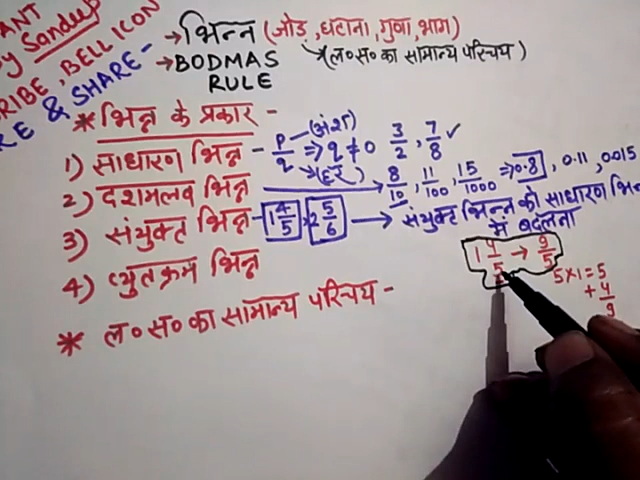 ANT
y Sandeep
RIBE, BELL ICON
RE & SHARE-
→ भिन्न (जोड़, घटाना, गुणा, भाग)
→ (ल०स० का सामान्य परिचय)
→ BODMAS
RULE
* भिन्न के प्रकार -
1) साधारण भिन्न - p/q ⇒ q ≠ 0 3/2, 7/8 ✓
→ (अंश)
→ (हर)
2) दशमलव भिन्न → 8/10, 11/100, 15/1000 ⇒ 0.8, 0.11, 0.015
3) संयुक्त भिन्न - 1 4/5, 2 5/6 → संयुक्त भिन्न को साधारण भिन्
में बदलना
1 4/5 → 9/5
5×1=5
+4
9
4) व्युतक्रम भिन्न
* ल०स० का सामान्य परिचय -